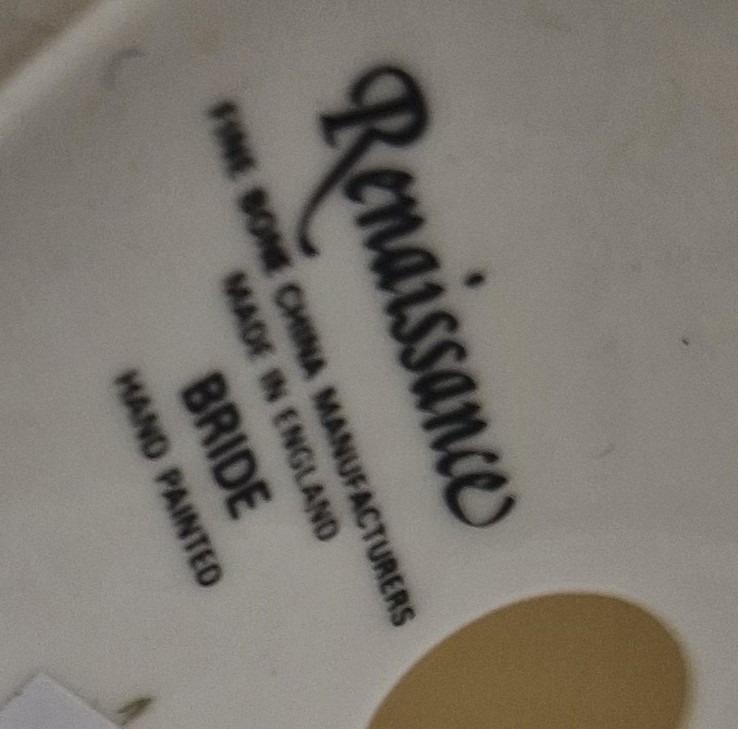 Renaissance
FINE BONE CHINA MANUFACTURERS
MADE IN ENGLAND
BRIDE
HAND PAINTED